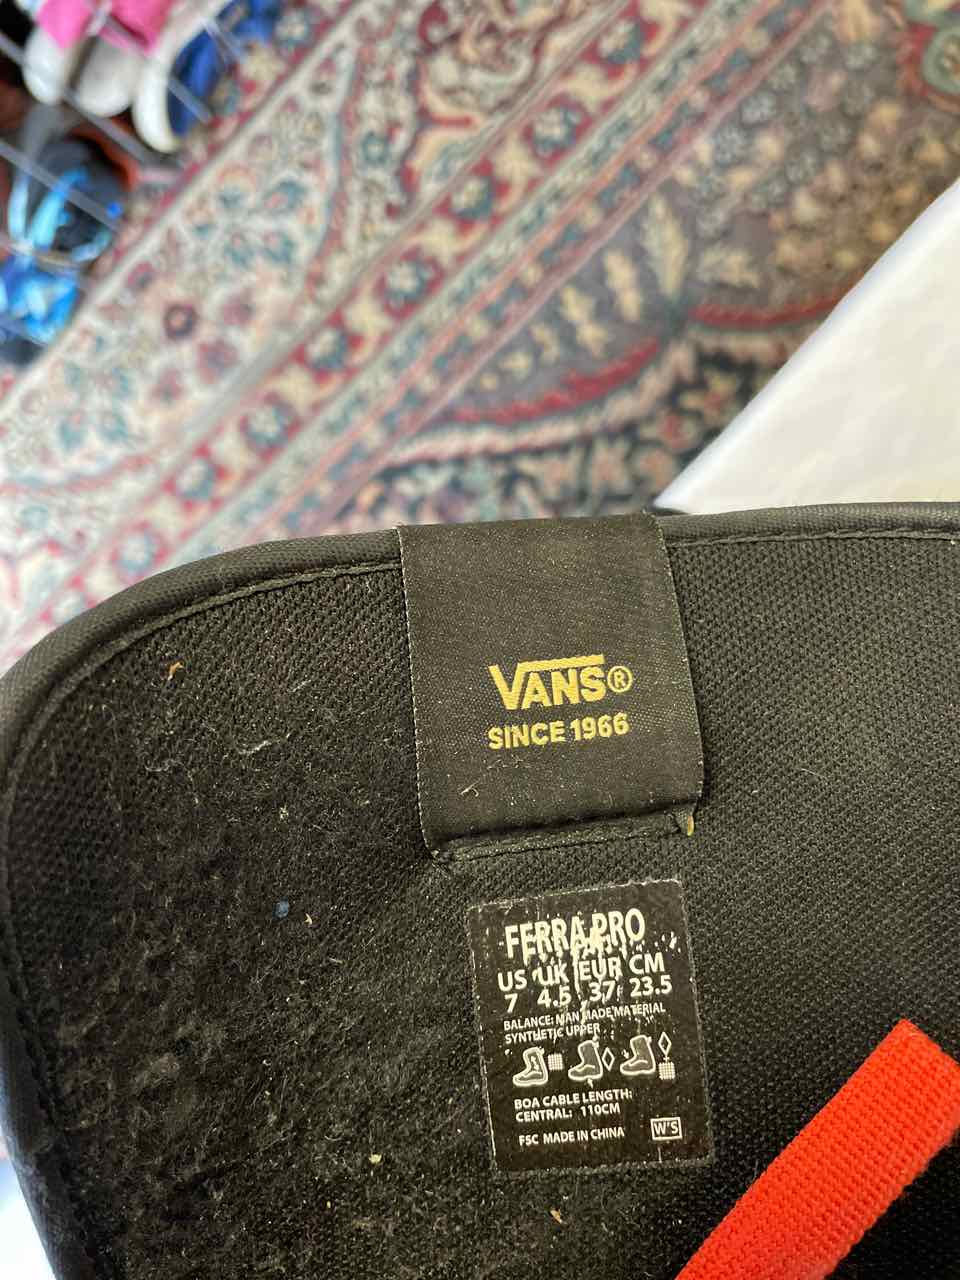 VANS®
SINCE 1966
FERRA PRO
US UK EUR CM
7 4.5 37 23.5
BALANCE: MAN MADE MATERIAL
SYNTHETIC UPPER
BOA CABLE LENGTH:
CENTRAL: 110CM
FSC MADE IN CHINA W'S